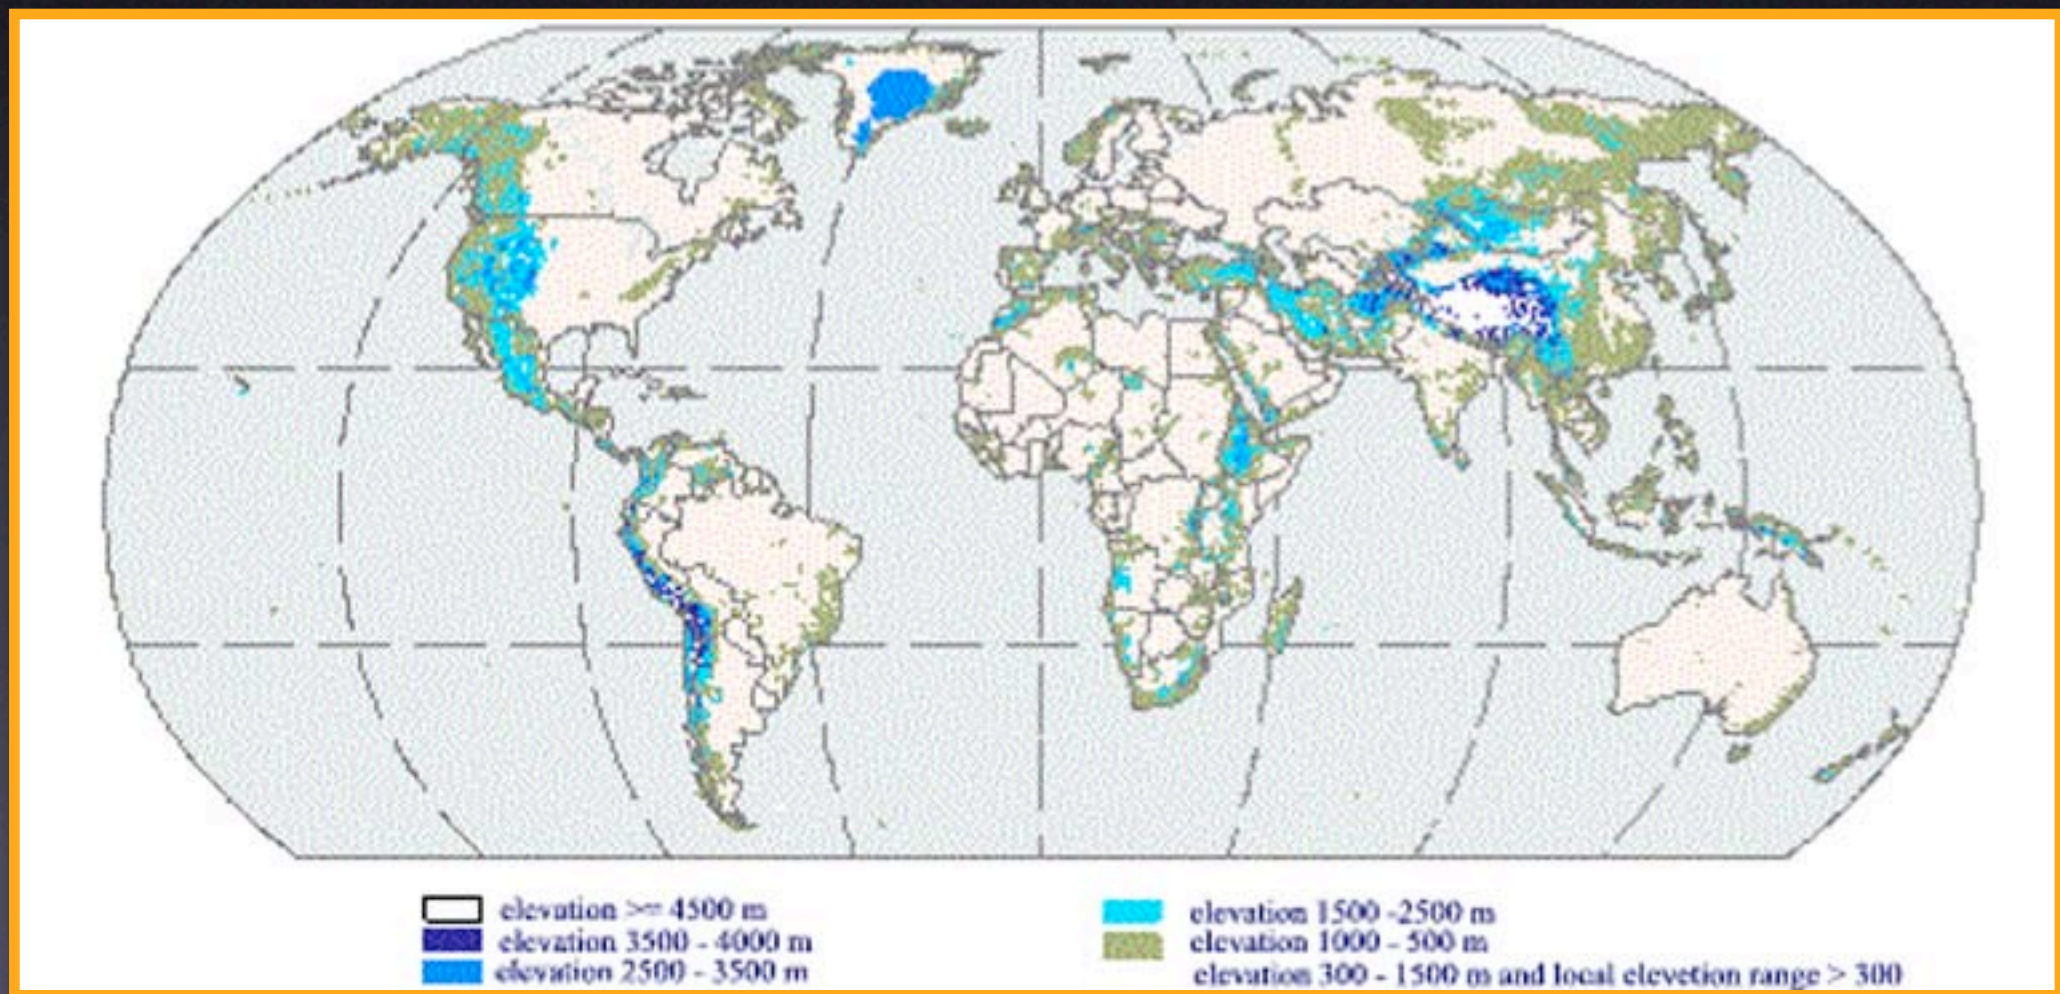 elevation >= 4500 m
elevation 3500 - 4000 m
elevation 2500 - 3500 m
elevation 1500 -2500 m
elevation 1000 - 500 m
elevation 300 - 1500 m and local elevetion range > 300